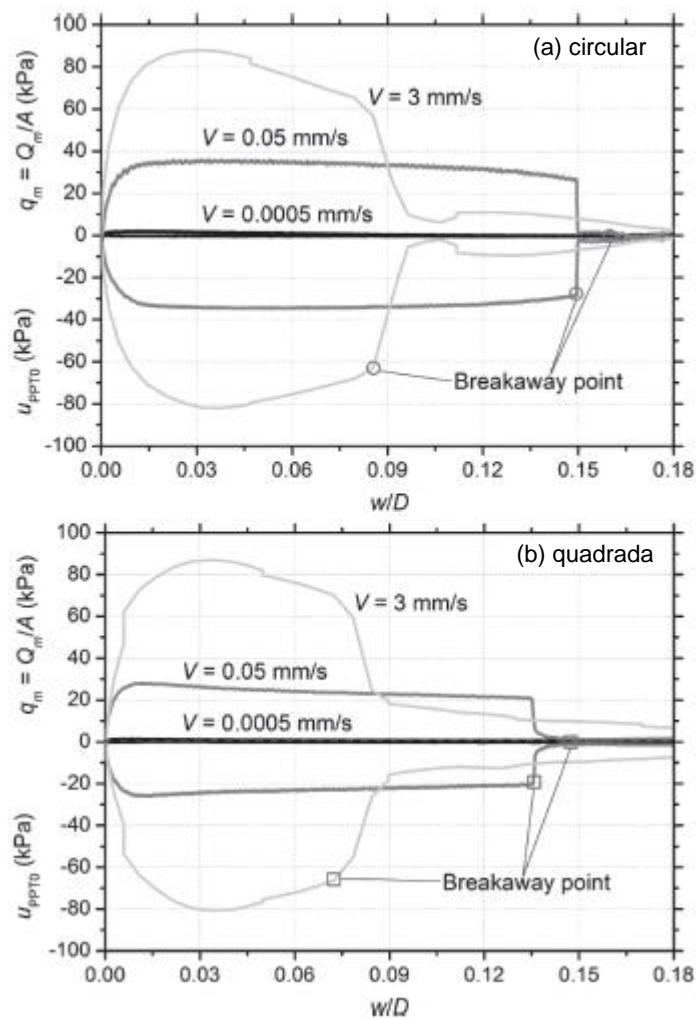 100
80
60
40
20
0
-20
-40
-60
-80
-100
q_m = Q_m/A (kPa)
u_PPT0 (kPa)
(a) circular
V = 3 mm/s
V = 0.05 mm/s
V = 0.0005 mm/s
Breakaway point
0.00 0.03 0.06 0.09 0.12 0.15 0.18
w/D
100
80
60
40
20
0
-20
-40
-60
-80
-100
q_m = Q_m/A (kPa)
u_PPT0 (kPa)
(b) quadrada
V = 3 mm/s
V = 0.05 mm/s
V = 0.0005 mm/s
Breakaway point
0.00 0.03 0.06 0.09 0.12 0.15 0.18
w/D